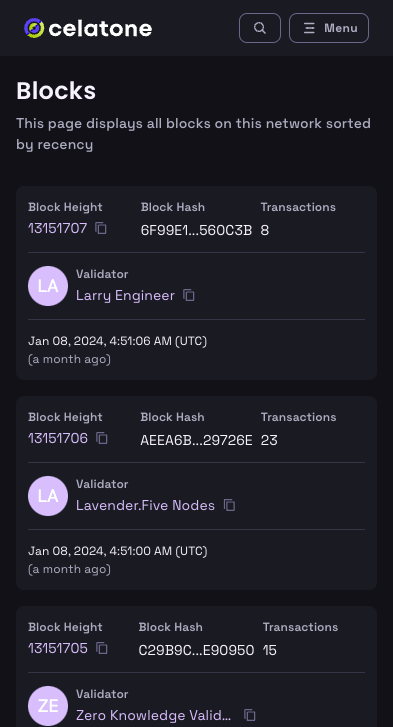 celatone
Menu
Blocks
This page displays all blocks on this network sorted
by recency
Block Height Block Hash Transactions
13151707 6F99E1...560C3B 8
LA
Validator
Larry Engineer
Jan 08, 2024, 4:51:06 AM (UTC)
(a month ago)
Block Height Block Hash Transactions
13151706 AEEA6B...29726E 23
LA
Validator
Lavender.Five Nodes
Jan 08, 2024, 4:51:00 AM (UTC)
(a month ago)
Block Height Block Hash Transactions
13151705 C29B9C...E90950 15
ZE
Validator
Zero Knowledge Valid...